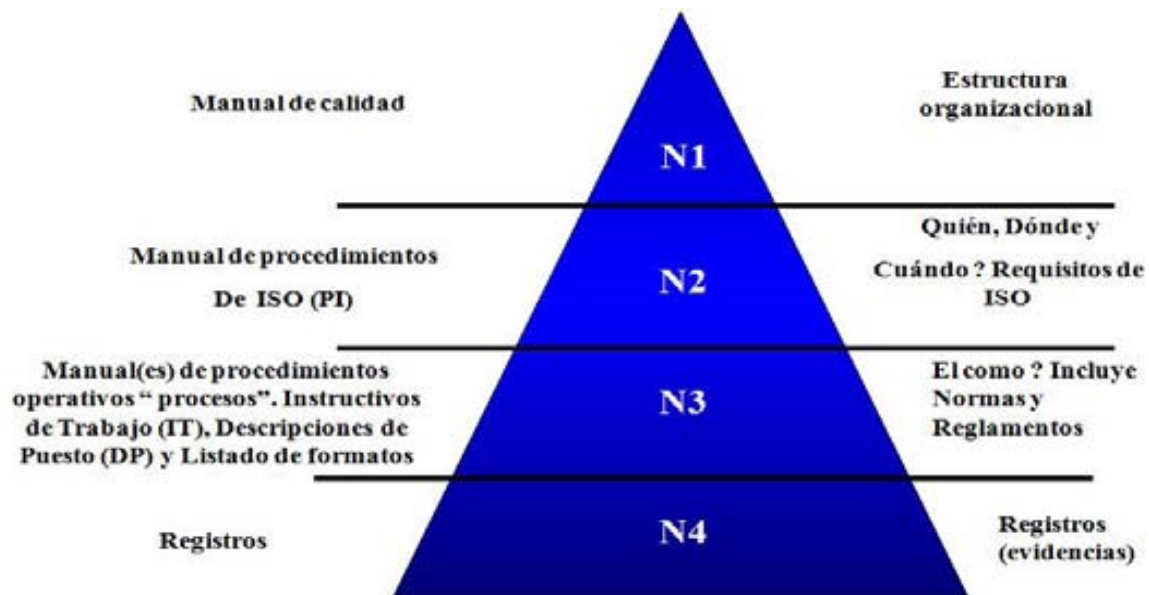 Manual de calidad
Estructura
organizacional
N1
Manual de procedimientos
De ISO (PI)
N2
Quién, Dónde y
Cuándo ? Requisitos de
ISO
Manual(es) de procedimientos
operativos “ procesos”. Instructivos
de Trabajo (IT), Descripciones de
Puesto (DP) y Listado de formatos
N3
El como ? Incluye
Normas y
Reglamentos
Registros
N4
Registros
(evidencias)